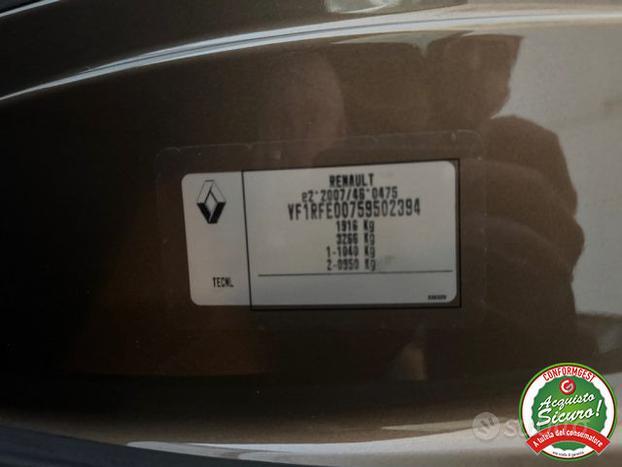 RENAULT
e2*2007/46*0475
VF1RFE00759502394
1916 Kg
3266 Kg
1-1040 Kg
2-0950 Kg
TECNL
CONFORMGEST
Acquisto
Sicuro!
A tutela del consumatore